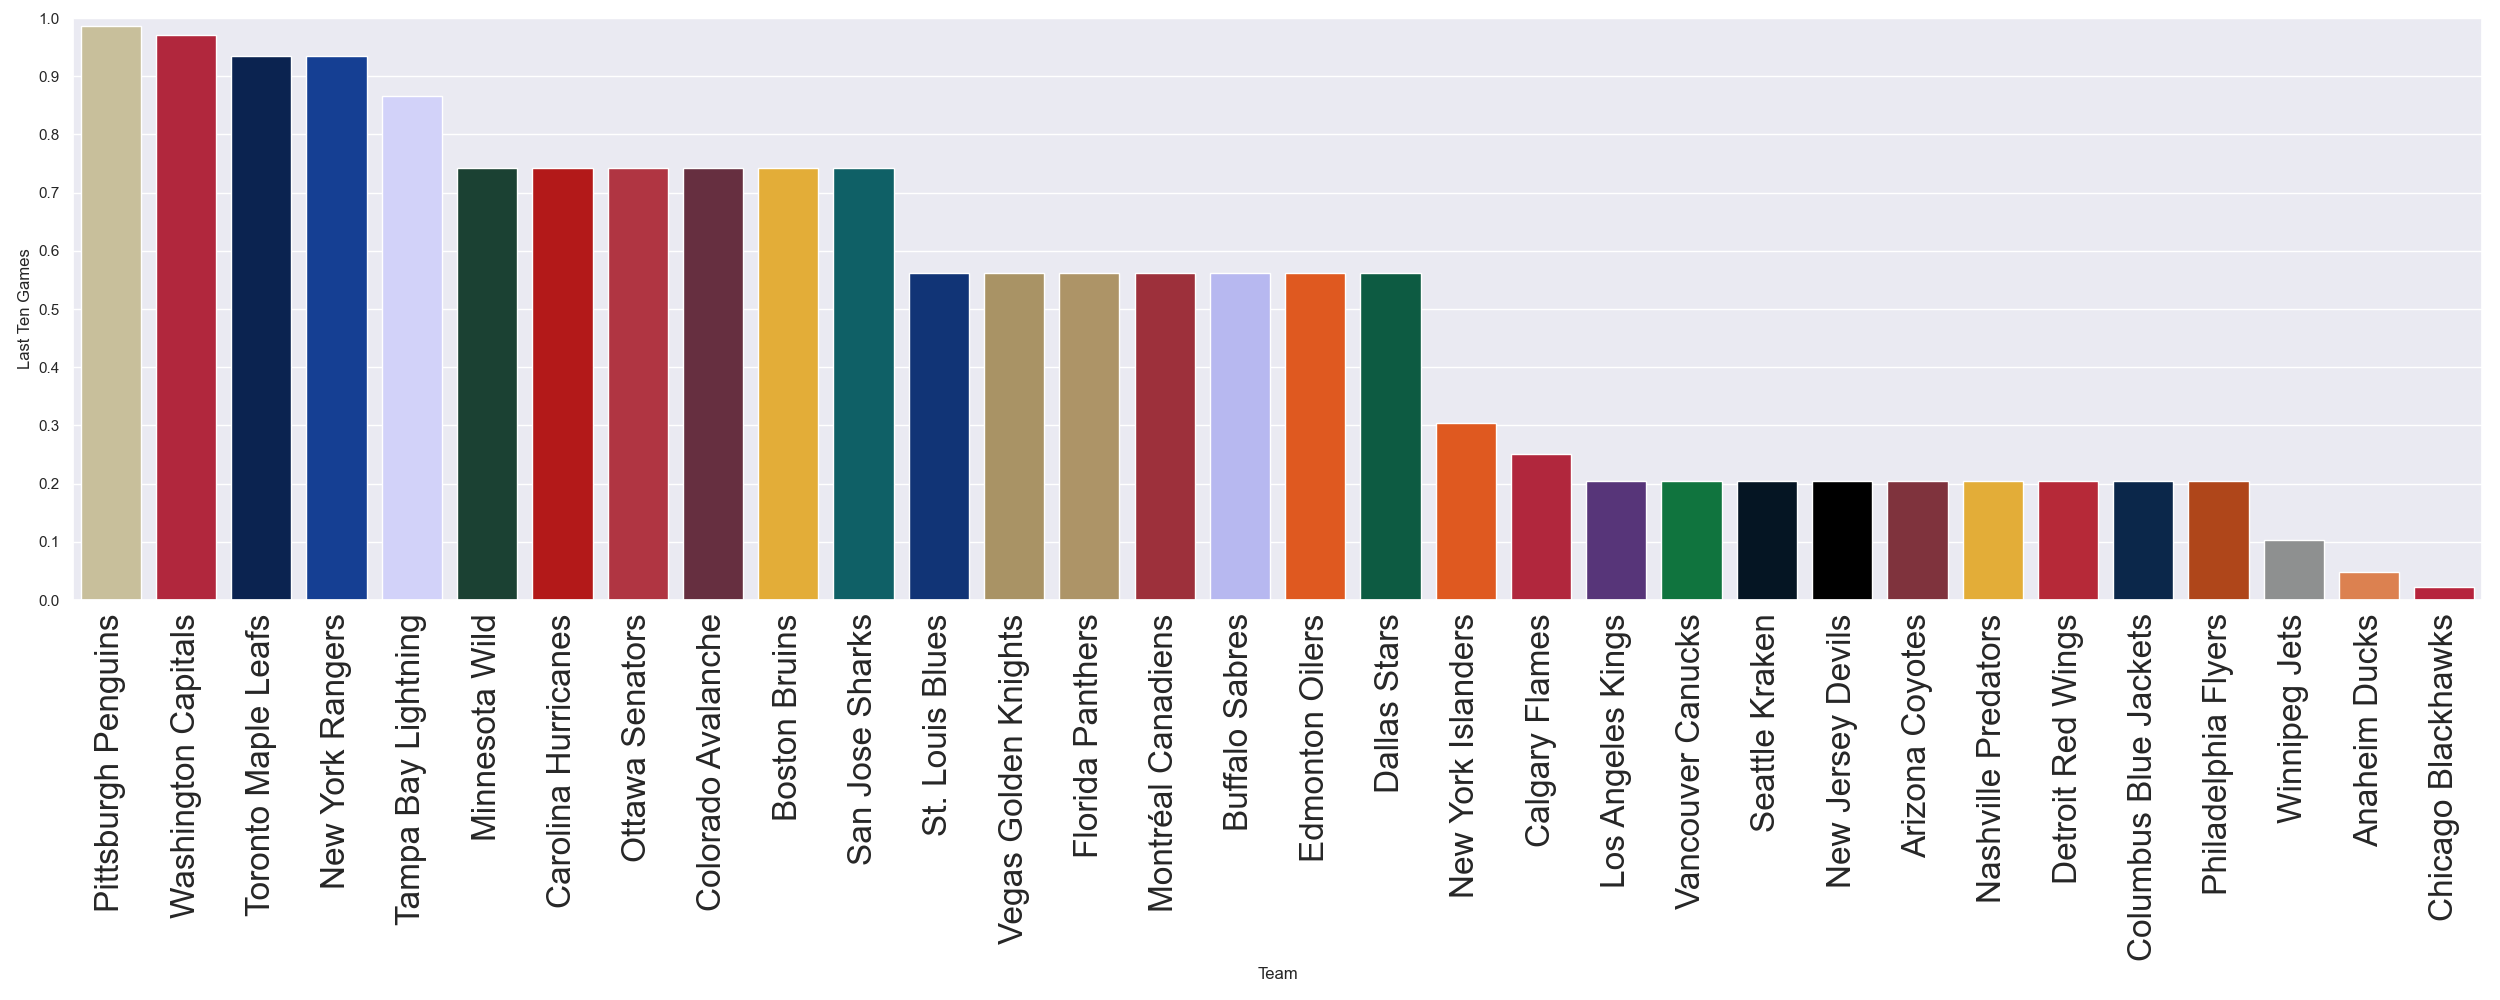 1.0
0.9
0.8
0.7
0.6
0.5
0.4
0.3
0.2
0.1
0.0
Last Ten Games
Pittsburgh Penguins
Washington Capitals
Toronto Maple Leafs
New York Rangers
Tampa Bay Lightning
Minnesota Wild
Carolina Hurricanes
Ottawa Senators
Colorado Avalanche
Boston Bruins
San Jose Sharks
St. Louis Blues
Vegas Golden Knights
Florida Panthers
Montréal Canadiens
Buffalo Sabres
Edmonton Oilers
Dallas Stars
New York Islanders
Calgary Flames
Los Angeles Kings
Vancouver Canucks
Seattle Kraken
New Jersey Devils
Arizona Coyotes
Nashville Predators
Detroit Red Wings
Columbus Blue Jackets
Philadelphia Flyers
Winnipeg Jets
Anaheim Ducks
Chicago Blackhawks
Team